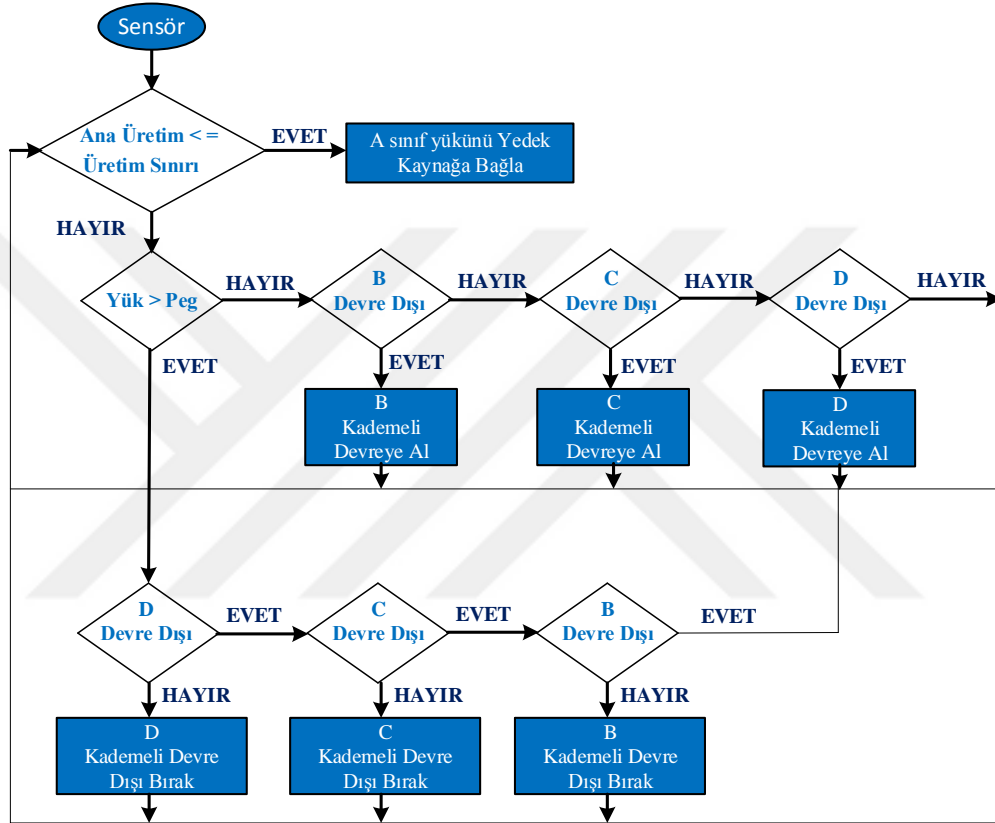 Sensör
Ana Üretim < =
Üretim Sınırı
EVET
A sınıf yükünü Yedek
Kaynağa Bağla
HAYIR
Yük > Peg
HAYIR
B
Devre Dışı
HAYIR
C
Devre Dışı
HAYIR
D
Devre Dışı
HAYIR
EVET
EVET
EVET
EVET
B
Kademeli
Devreye Al
C
Kademeli
Devreye Al
D
Kademeli
Devreye Al
D
Devre Dışı
EVET
C
Devre Dışı
EVET
B
Devre Dışı
EVET
HAYIR
HAYIR
HAYIR
D
Kademeli Devre
Dışı Bırak
C
Kademeli Devre
Dışı Bırak
B
Kademeli Devre
Dışı Bırak